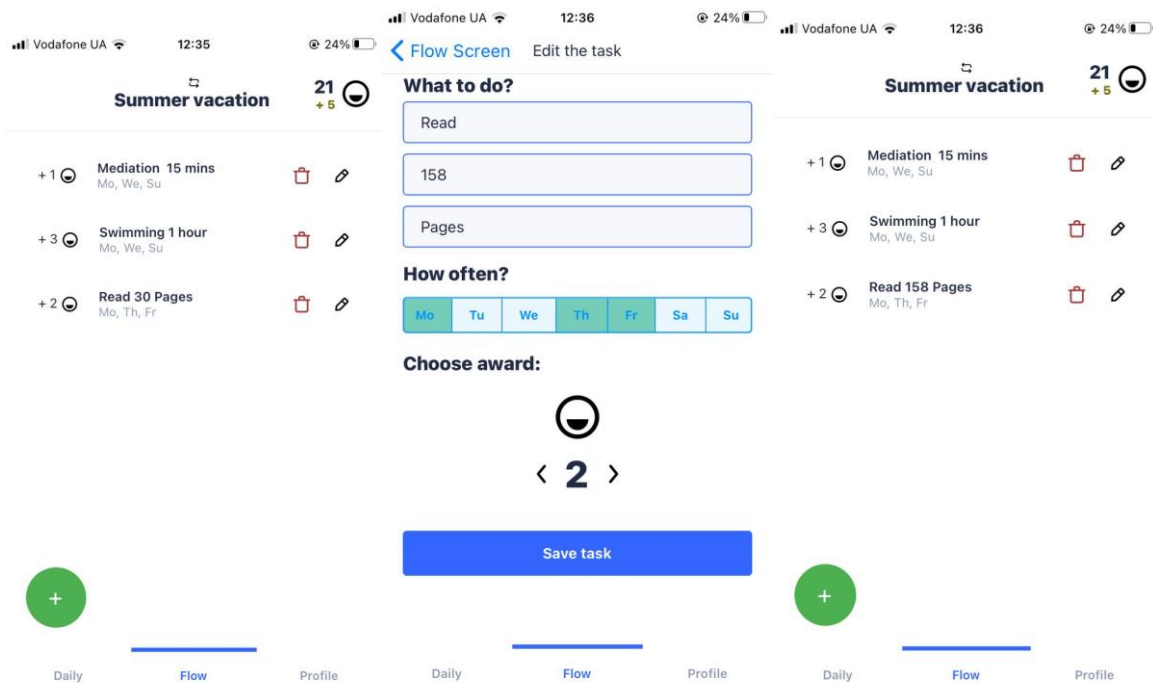 Vodafone UA 12:35 24%
Summer vacation
21
+ 5
+ 1 Mediation 15 mins
Mo, We, Su
+ 3 Swimming 1 hour
Mo, We, Su
+ 2 Read 30 Pages
Mo, Th, Fr
+
Daily Flow Profile
Vodafone UA 12:36 24%
Flow Screen Edit the task
What to do?
Read
158
Pages
How often?
Mo Tu We Th Fr Sa Su
Choose award:
< 2 >
Save task
Daily Flow Profile
Vodafone UA 12:36 24%
Summer vacation
21
+ 5
+ 1 Mediation 15 mins
Mo, We, Su
+ 3 Swimming 1 hour
Mo, We, Su
+ 2 Read 158 Pages
Mo, Th, Fr
+
Daily Flow Profile